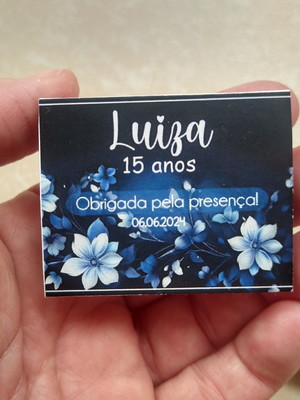 Luiza
15 anos
Obrigada pela presença!
06.06.2024